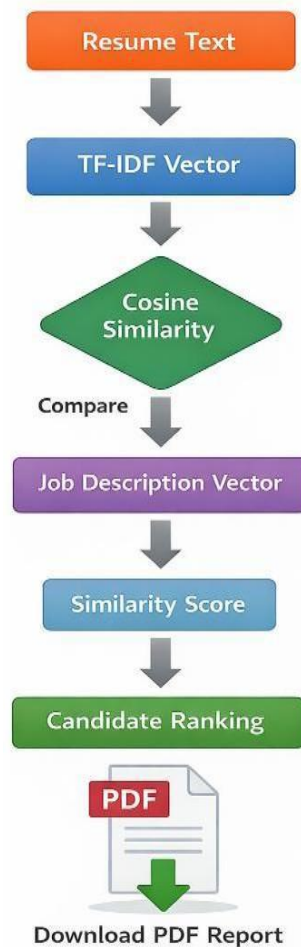 Resume Text
TF-IDF Vector
Cosine
Similarity
Compare
Job Description Vector
Similarity Score
Candidate Ranking
PDF
Download PDF Report